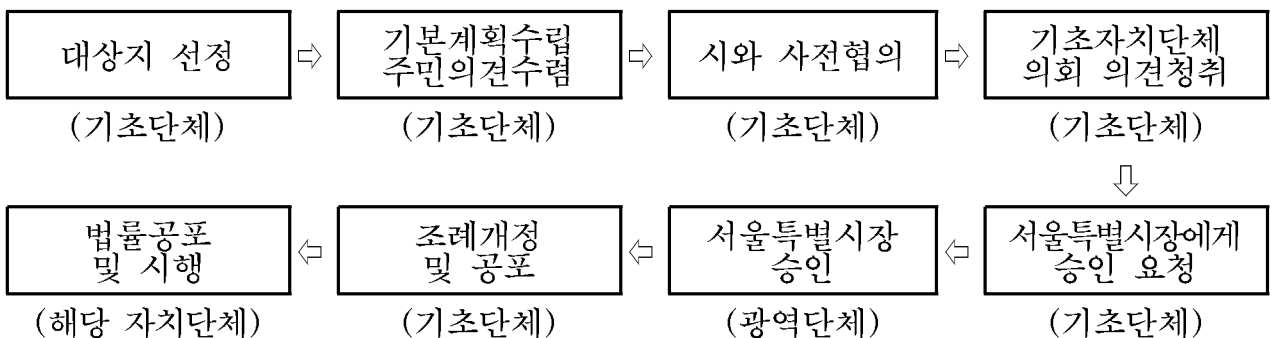 대상지 선정
(기초단체)
기본계획수립
주민의견수렴
(기초단체)
시와 사전협의
(기초단체)
기초자치단체
의회 의견청취
(기초단체)
서울특별시장에게
승인 요청
(기초단체)
서울특별시장
승인
(광역단체)
조례개정
및 공포
(기초단체)
법률공포
및 시행
(해당 자치단체)